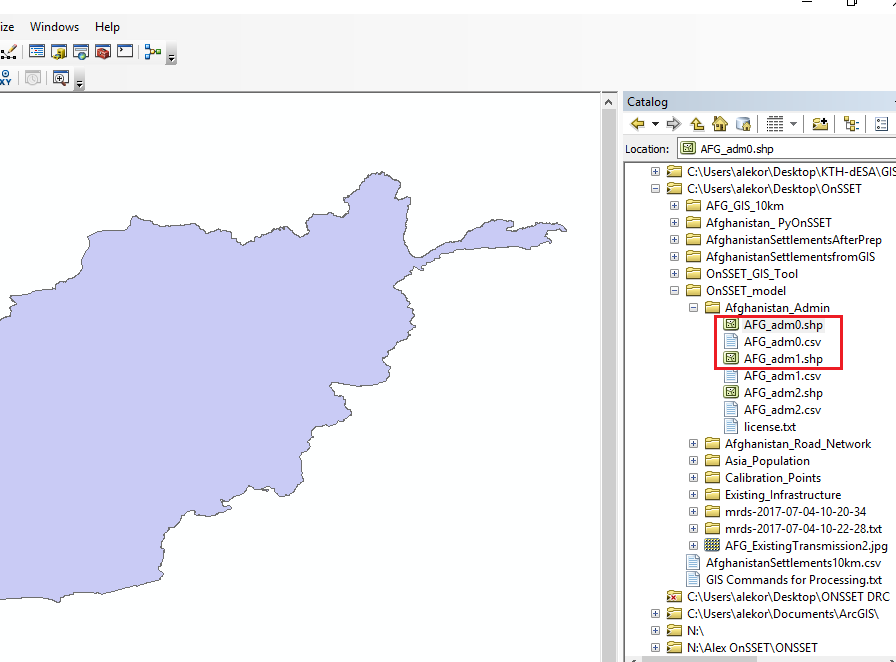 ize Windows Help
XY
Catalog
Location: AFG_adm0.shp
C:\Users\alekor\Desktop\KTH-dESA\GIS
C:\Users\alekor\Desktop\OnSSET
AFG_GIS_10km
Afghanistan_ PyOnSSET
AfghanistanSettlementsAfterPrep
AfghanistanSettlementsfromGIS
OnSSET_GIS_Tool
OnSSET_model
Afghanistan_Admin
AFG_adm0.shp
AFG_adm0.csv
AFG_adm1.shp
AFG_adm1.csv
AFG_adm2.shp
AFG_adm2.csv
license.txt
Afghanistan_Road_Network
Asia_Population
Calibration_Points
Existing_Infrastructure
mrds-2017-07-04-10-20-34
mrds-2017-07-04-10-22-28.txt
AFG_ExistingTransmission2.jpg
AfghanistanSettlements10km.csv
GIS Commands for Processing.txt
C:\Users\alekor\Desktop\ONSSET DRC
C:\Users\alekor\Documents\ArcGIS\
N:\
N:\Alex OnSSET\ONSSET